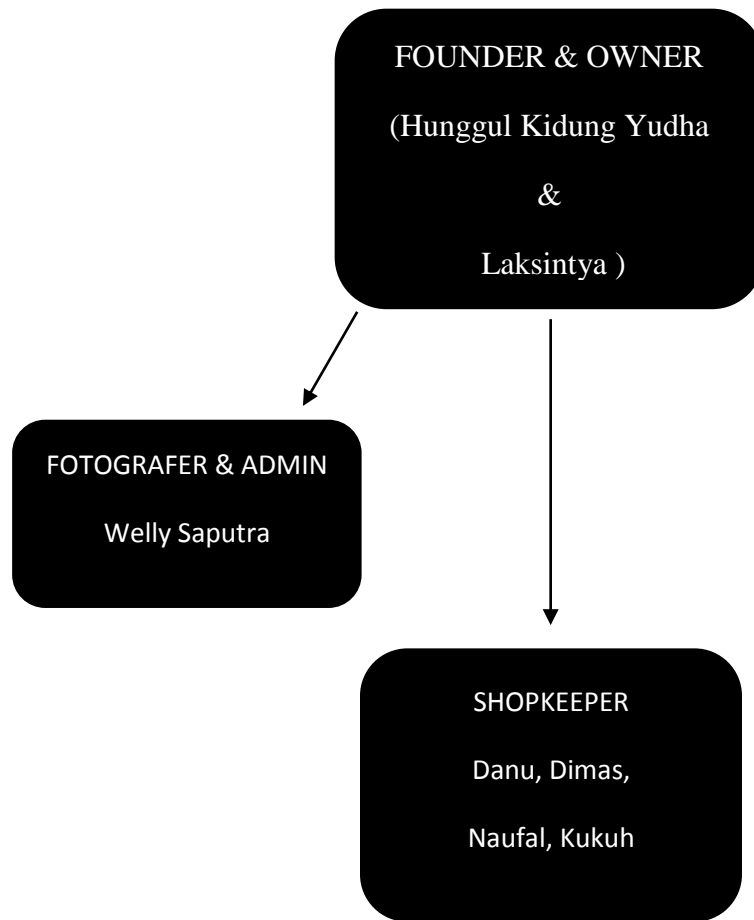 FOUNDER & OWNER
(Hunggul Kidung Yudha
&
Laksintya )
FOTOGRAFER & ADMIN
Welly Saputra
SHOPKEEPER
Danu, Dimas,
Naufal, Kukuh